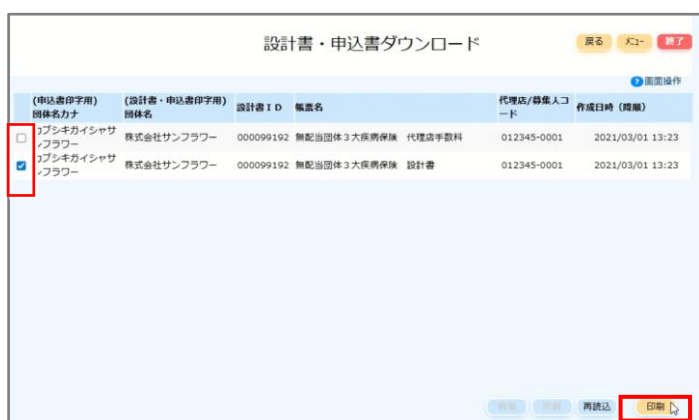 設計書・申込書ダウンロード
戻る
ﾒﾆｭｰ
終了
?画面操作
(申込書印字用)
団体名カナ
(設計書・申込書印字用)
団体名
設計書ＩＤ
帳票名
代理店/募集人コ
ード
作成日時（降順）
カブシキガイシャサ
ンフラワー
株式会社サンフラワー
000099192
無配当団体３大疾病保険 代理店手数料
012345-0001
2021/03/01 13:23
カブシキガイシャサ
ンフラワー
株式会社サンフラワー
000099192
無配当団体３大疾病保険 設計書
012345-0001
2021/03/01 13:23
再読込
印刷